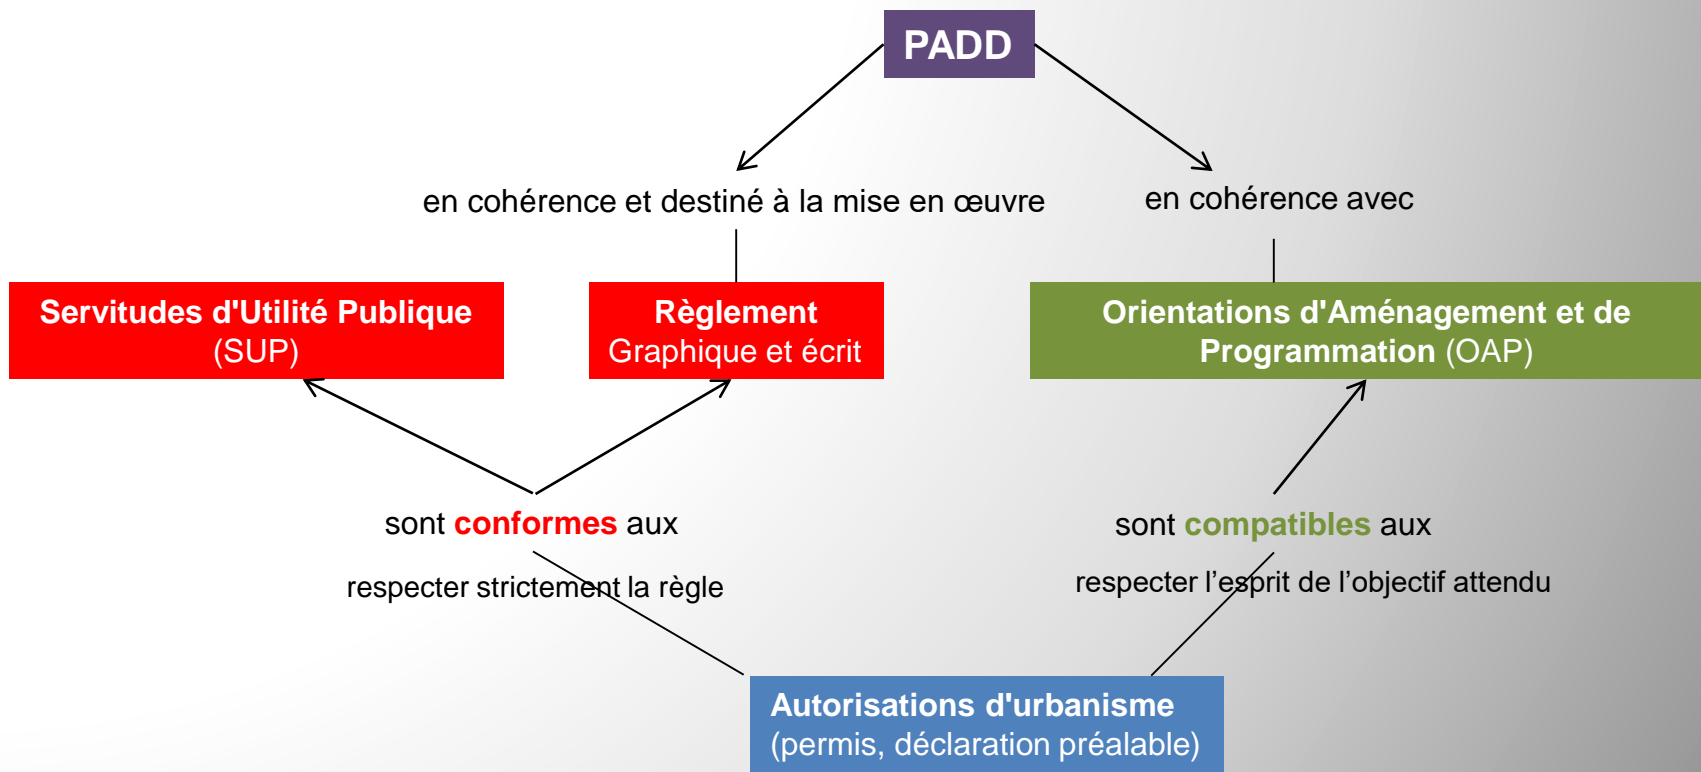 PADD
en cohérence et destiné à la mise en œuvre
en cohérence avec
Servitudes d'Utilité Publique
(SUP)
Règlement
Graphique et écrit
Orientations d'Aménagement et de
Programmation (OAP)
sont conformes aux
respecter strictement la règle
sont compatibles aux
respecter l’esprit de l’objectif attendu
Autorisations d'urbanisme
(permis, déclaration préalable)